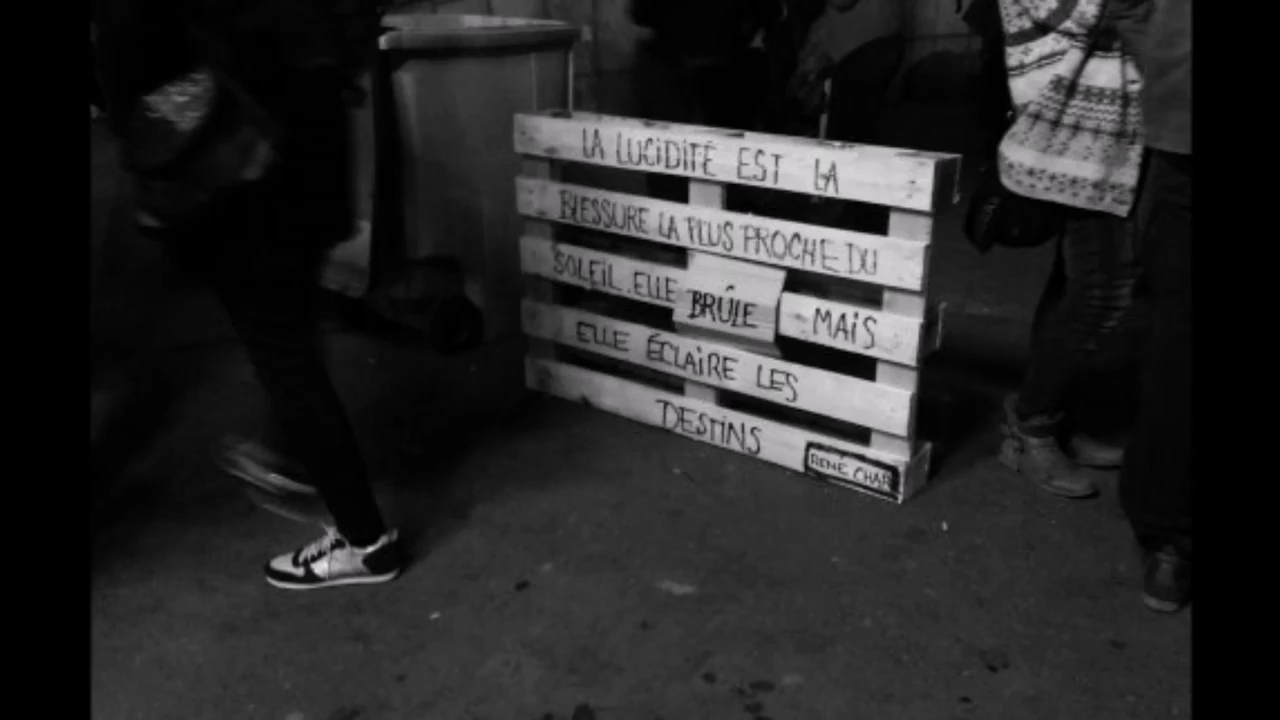 LA LUCIDITÉ EST LA
BLESSURE LA PLUS PROCHE DU
SOLEIL. ELLE BRÛLE MAIS
ELLE ÉCLAIRE LES
DESTINS
RENÉ CHAR